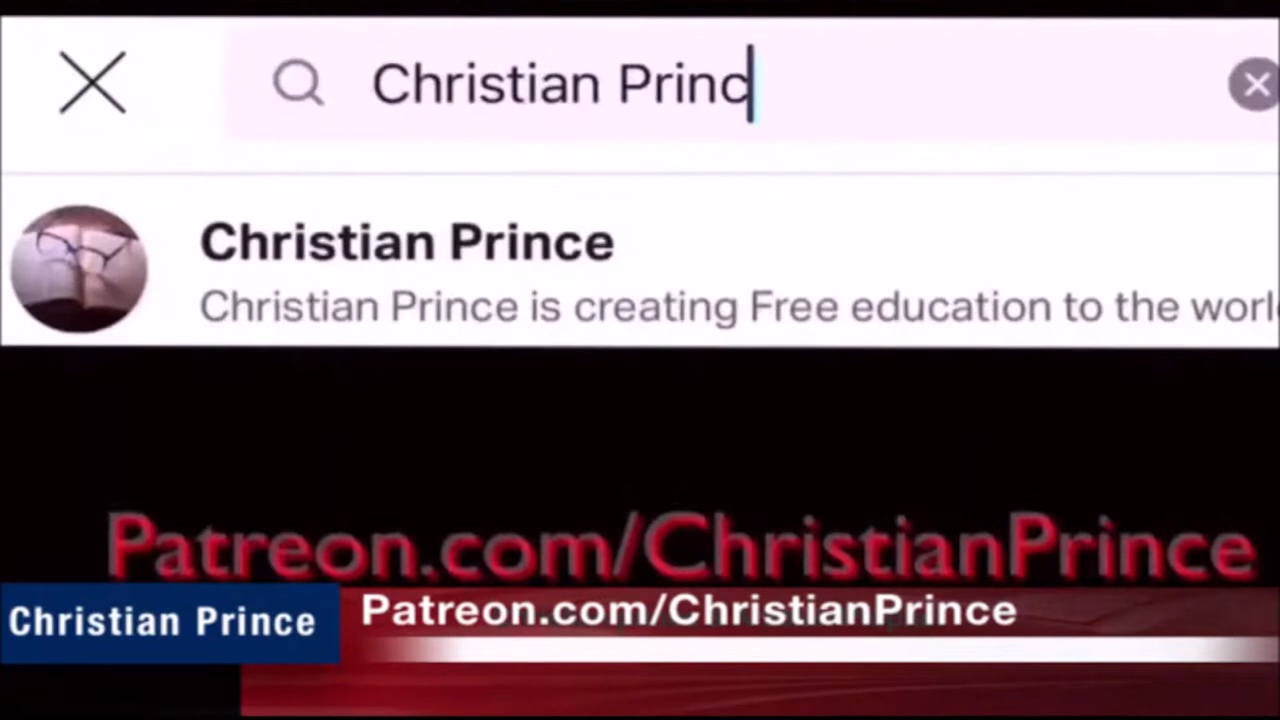 Christian Princ
Christian Prince
Christian Prince is creating Free education to the worl
Patreon.com/ChristianPrince
Christian Prince
Patreon.com/ChristianPrince